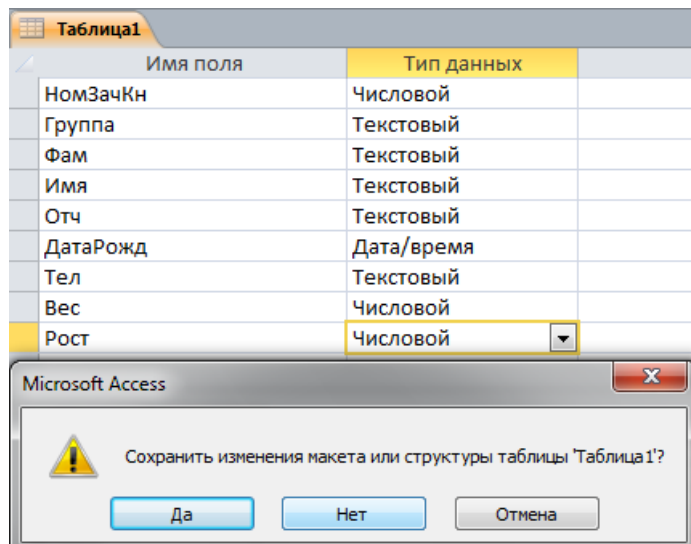 Таблица1
Имя поля Тип данных
НомЗачКн Числовой
Группа Текстовый
Фам Текстовый
Имя Текстовый
Отч Текстовый
ДатаРожд Дата/время
Тел Текстовый
Вес Числовой
Рост Числовой
Microsoft Access
Сохранить изменения макета или структуры таблицы 'Таблица1'?
Да Нет Отмена